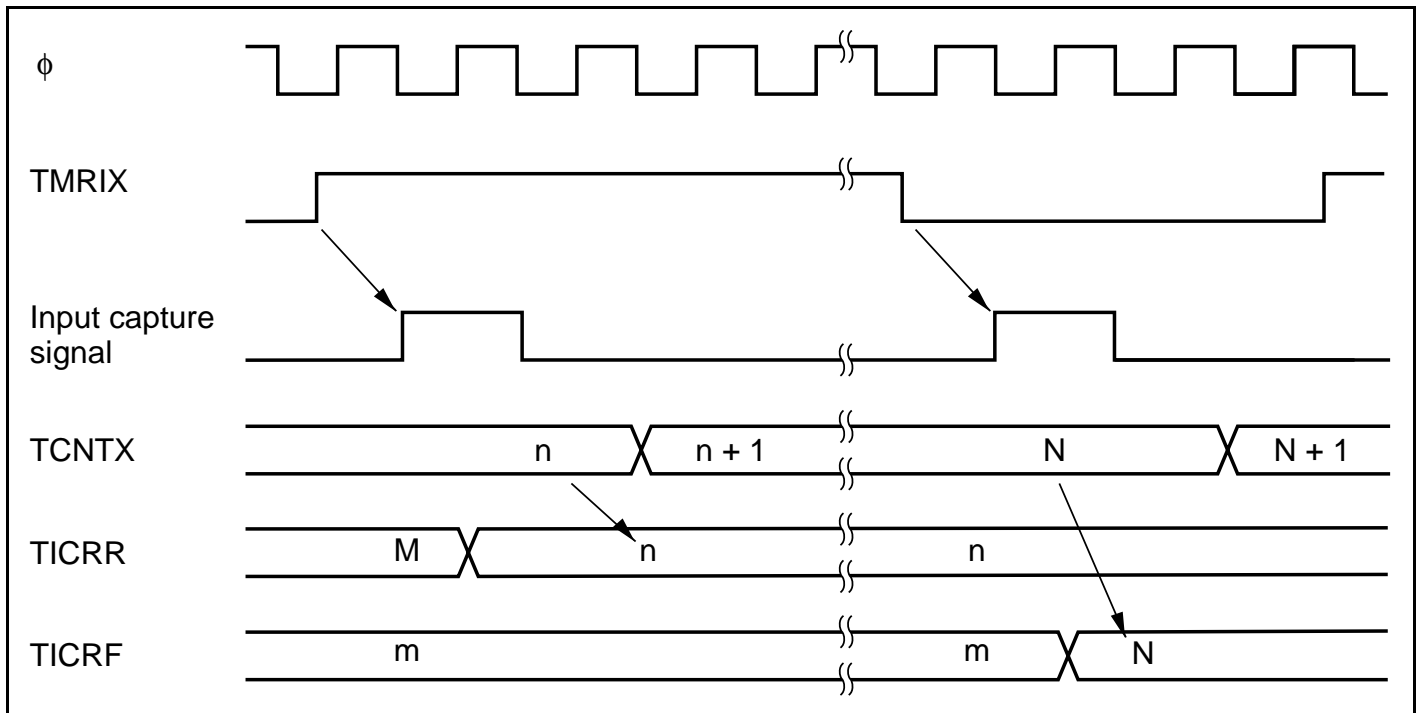 ϕ
TMRIX
Input capture
signal
TCNTX n n + 1 N N + 1
TICRR M n n
TICRF m m N